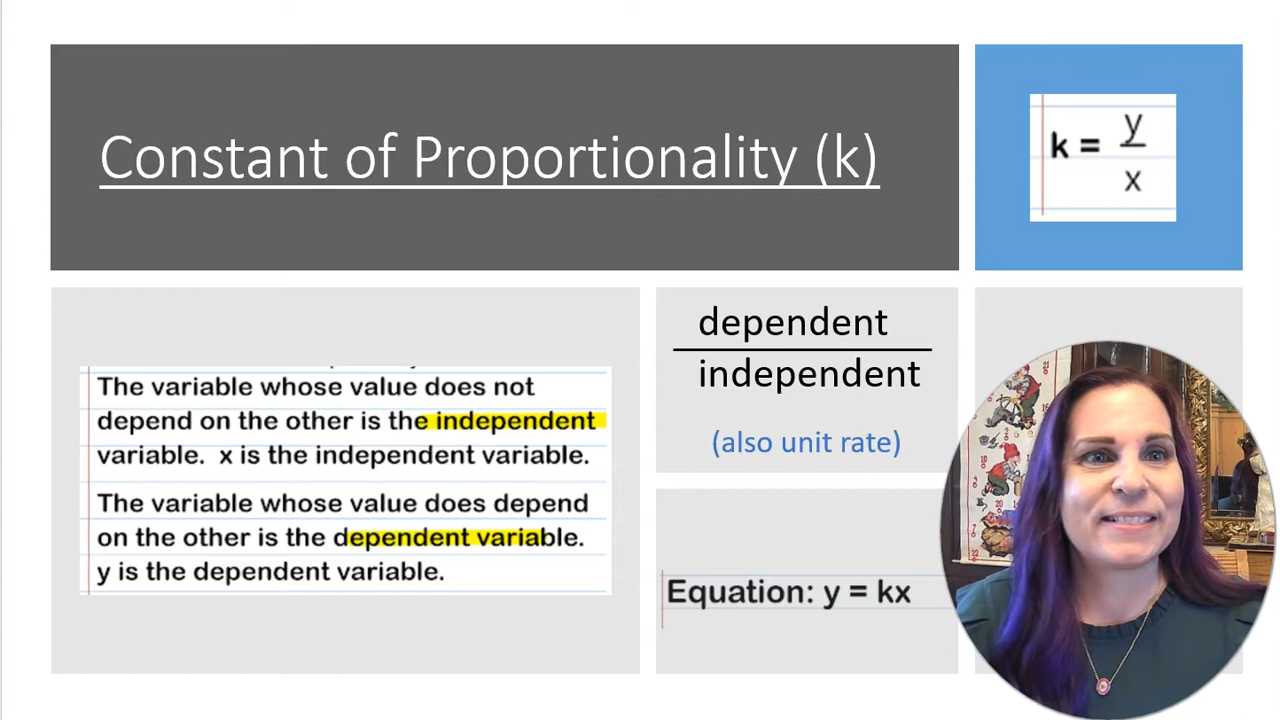 Constant of Proportionality (k)
k = y
x
The variable whose value does not
depend on the other is the independent
variable. x is the independent variable.
The variable whose value does depend
on the other is the dependent variable.
y is the dependent variable.
dependent
independent
(also unit rate)
Equation: y = kx